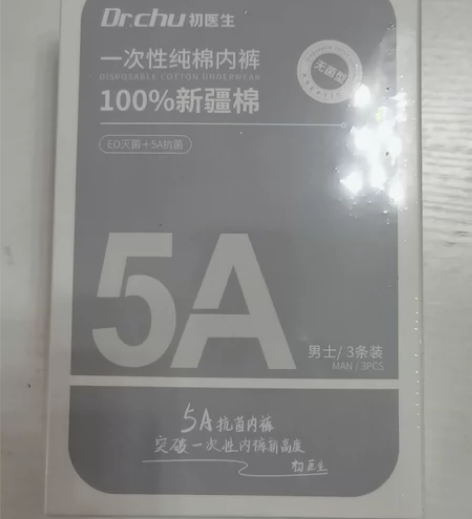 Dr.chu 初医生
一次性纯棉内裤
DISPOSABLE COTTON UNDERWEAR
100%新疆棉
无菌型
EO灭菌+5A抗菌
5A
男士/3条装
MAN / 3PCS
5A抗菌内裤
突破一次性内裤新高度
初医生